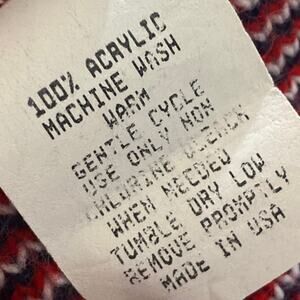 100% ACRYLIC
MACHINE WASH
WARM
GENTLE CYCLE
USE ONLY NON
CHLORINE BLEACH
WHEN NEEDED
TUMBLE DRY LOW
REMOVE PROMPTLY
MADE IN USA